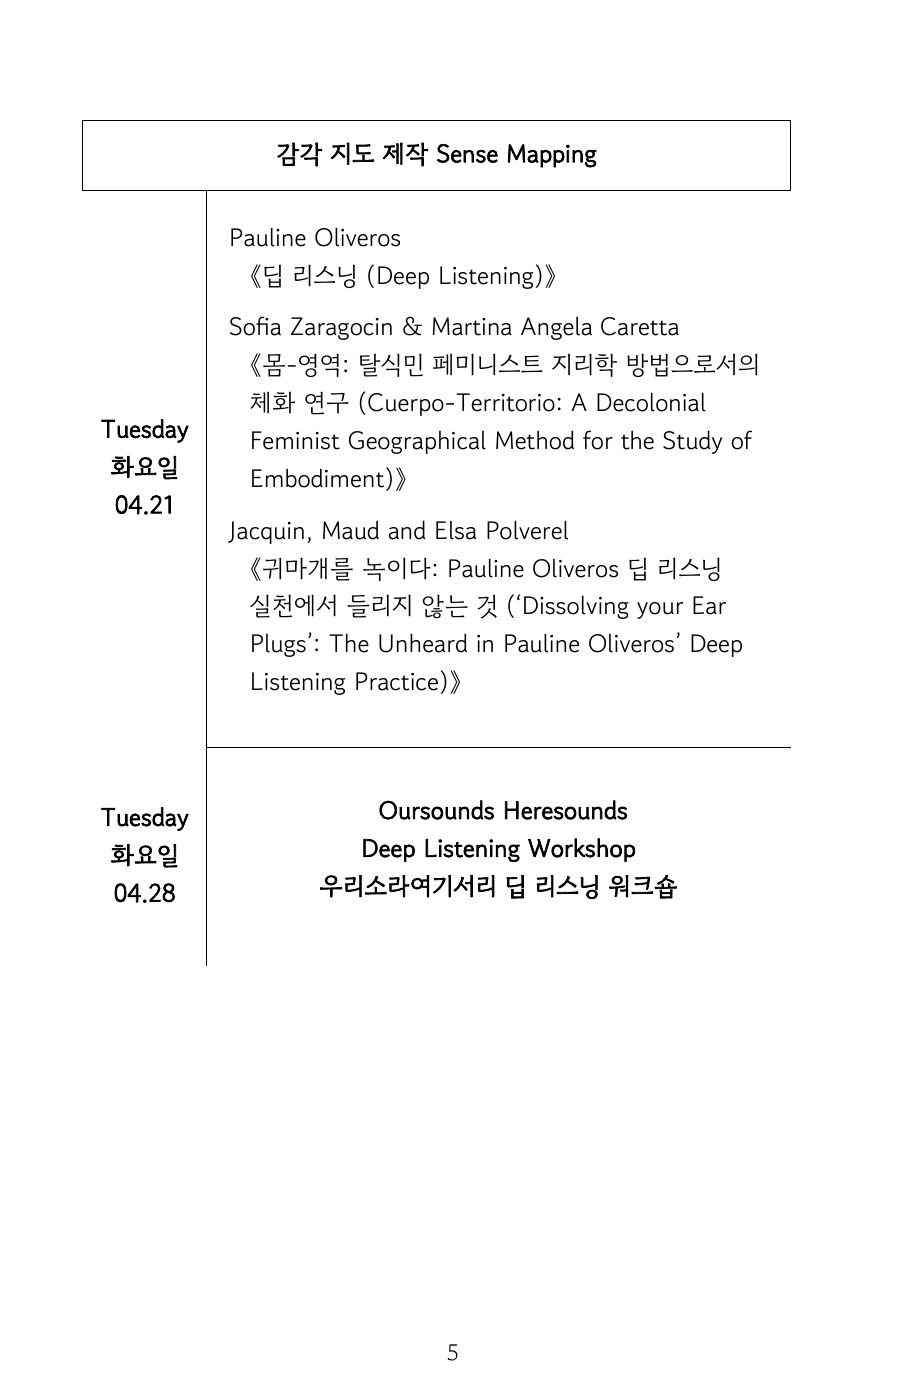 감각 지도 제작 Sense Mapping
Tuesday
화요일
04.21
Pauline Oliveros
《딥 리스닝 (Deep Listening)》
Sofia Zaragocin & Martina Angela Caretta
《몸-영역: 탈식민 페미니스트 지리학 방법으로서의
체화 연구 (Cuerpo-Territorio: A Decolonial
Feminist Geographical Method for the Study of
Embodiment)》
Jacquin, Maud and Elsa Polverel
《귀마개를 녹이다: Pauline Oliveros 딥 리스닝
실천에서 들리지 않는 것 (‘Dissolving your Ear
Plugs’: The Unheard in Pauline Oliveros’ Deep
Listening Practice)》
Tuesday
화요일
04.28
Oursounds Heresounds
Deep Listening Workshop
우리소라여기서리 딥 리스닝 워크숍
5